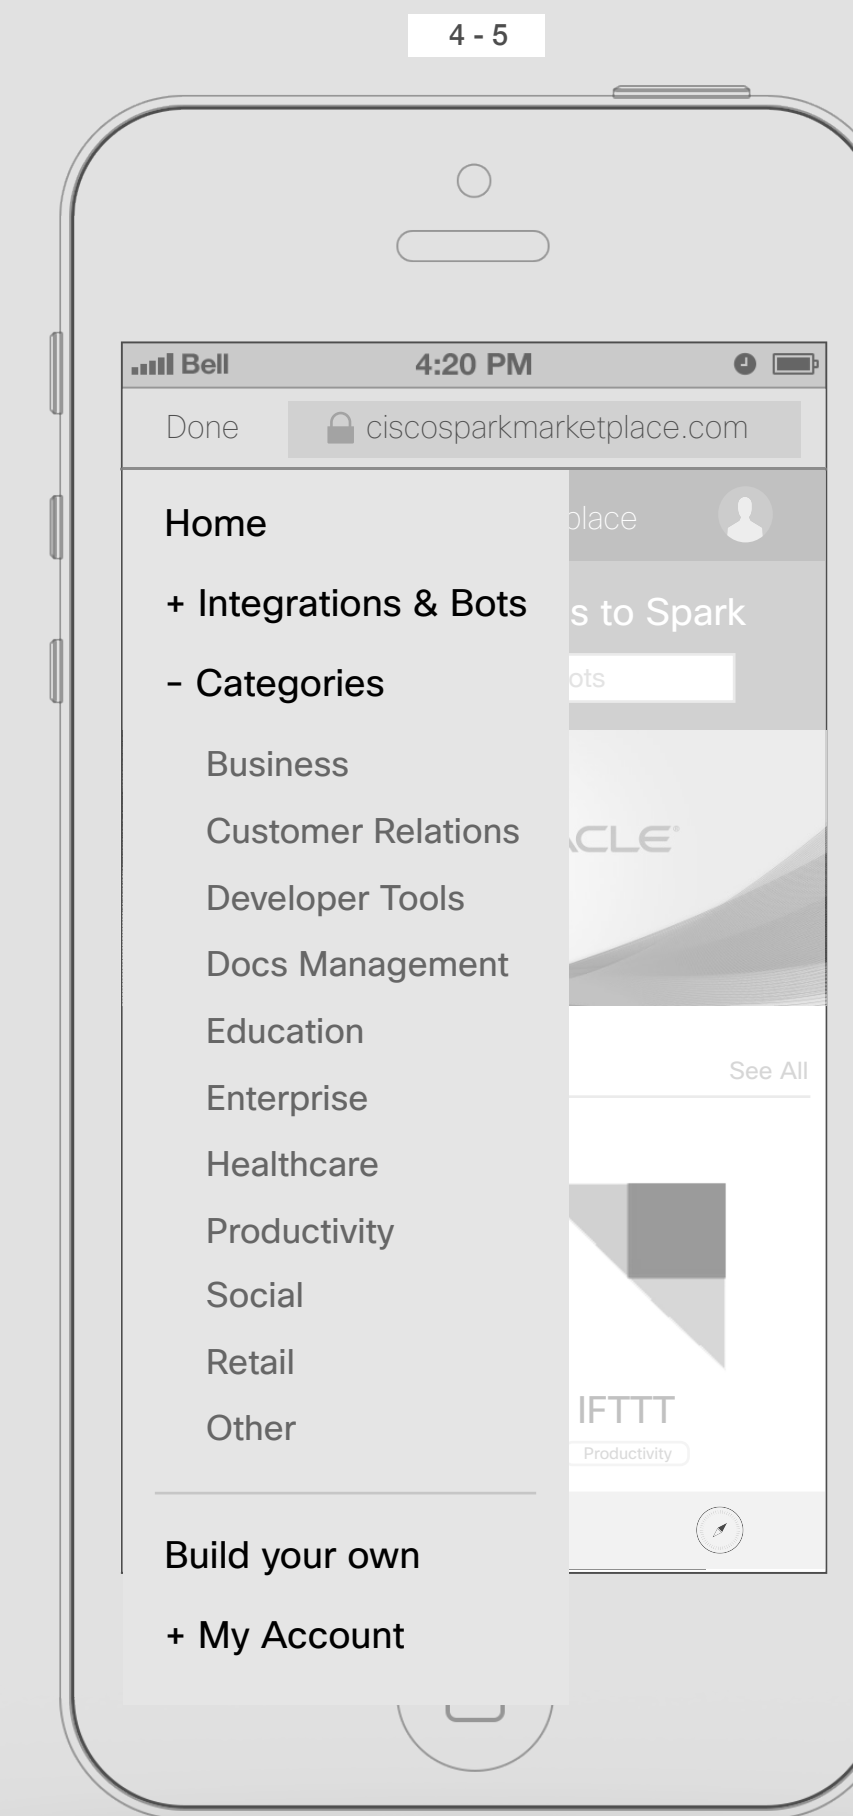 4 - 5
Bell 4:20 PM
Done ciscosparkmarketplace.com
Home
place
+ Integrations & Bots
s to Spark
- Categories
ots
Business
Customer Relations
ACLE
Developer Tools
Docs Management
Education
See All
Enterprise
Healthcare
Productivity
Social
Retail
IFTTT
Other
Productivity
Build your own
+ My Account